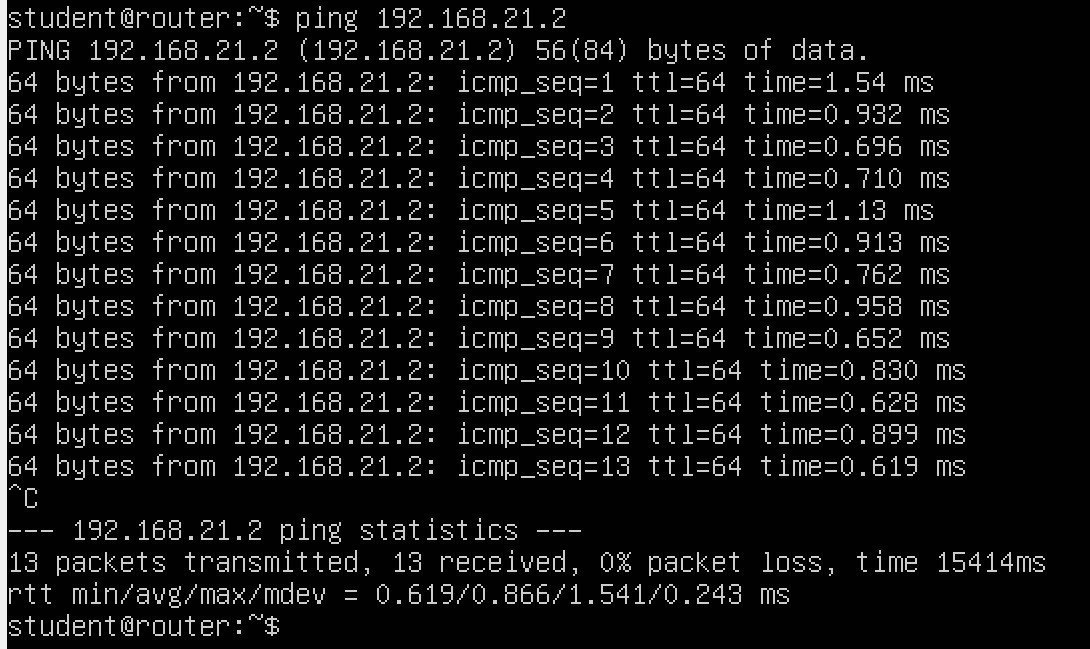 student@router:~$ ping 192.168.21.2
PING 192.168.21.2 (192.168.21.2) 56(84) bytes of data.
64 bytes from 192.168.21.2: icmp_seq=1 ttl=64 time=1.54 ms
64 bytes from 192.168.21.2: icmp_seq=2 ttl=64 time=0.932 ms
64 bytes from 192.168.21.2: icmp_seq=3 ttl=64 time=0.696 ms
64 bytes from 192.168.21.2: icmp_seq=4 ttl=64 time=0.710 ms
64 bytes from 192.168.21.2: icmp_seq=5 ttl=64 time=1.13 ms
64 bytes from 192.168.21.2: icmp_seq=6 ttl=64 time=0.913 ms
64 bytes from 192.168.21.2: icmp_seq=7 ttl=64 time=0.762 ms
64 bytes from 192.168.21.2: icmp_seq=8 ttl=64 time=0.958 ms
64 bytes from 192.168.21.2: icmp_seq=9 ttl=64 time=0.652 ms
64 bytes from 192.168.21.2: icmp_seq=10 ttl=64 time=0.830 ms
64 bytes from 192.168.21.2: icmp_seq=11 ttl=64 time=0.628 ms
64 bytes from 192.168.21.2: icmp_seq=12 ttl=64 time=0.899 ms
64 bytes from 192.168.21.2: icmp_seq=13 ttl=64 time=0.619 ms
^C
--- 192.168.21.2 ping statistics ---
13 packets transmitted, 13 received, 0% packet loss, time 15414ms
rtt min/avg/max/mdev = 0.619/0.866/1.541/0.243 ms
student@router:~$